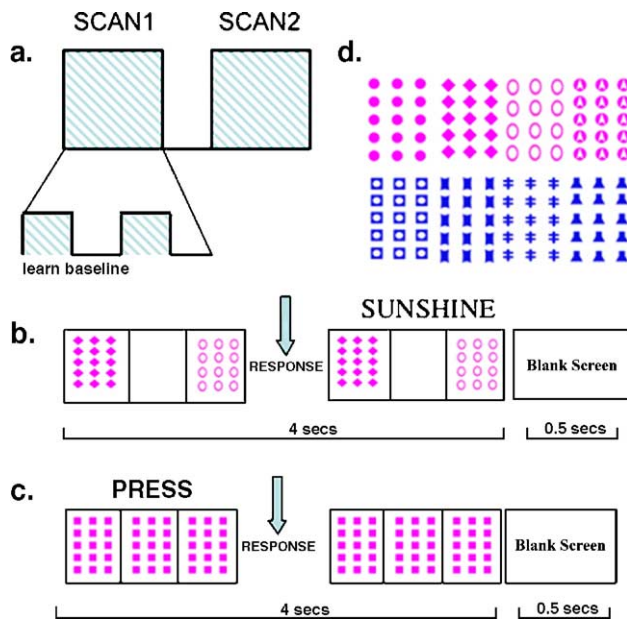 SCAN1 SCAN2
a.
learn baseline
d.
A A A
A A A
A A A
A A A
A A A
b.
SUNSHINE
RESPONSE
Blank Screen
4 secs
0.5 secs
c.
PRESS
RESPONSE
Blank Screen
4 secs
0.5 secs